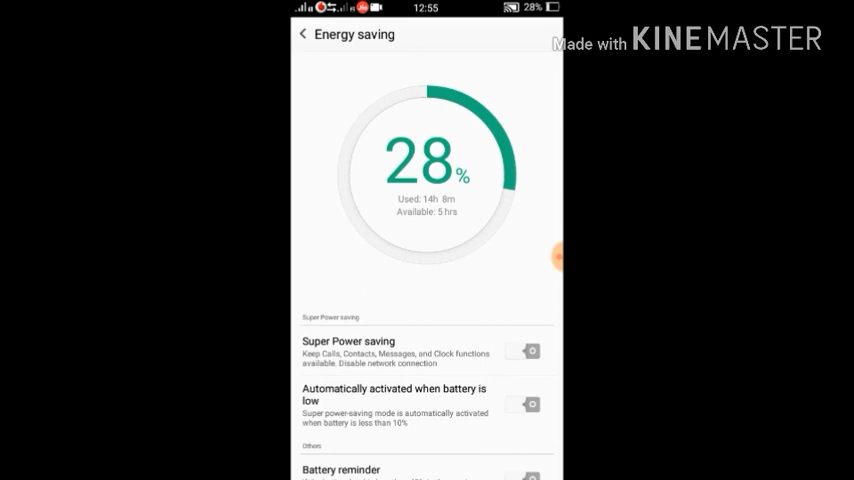 12:55
28%
Energy saving
Made with KINEMASTER
28%
Used: 14h 8m
Available: 5 hrs
Super Power saving
Super Power saving
Keep Calls, Contacts, Messages, and Clock functions
available. Disable network connection
Automatically activated when battery is
low
Super power-saving mode is automatically activated
when battery is less than 10%
Others
Battery reminder